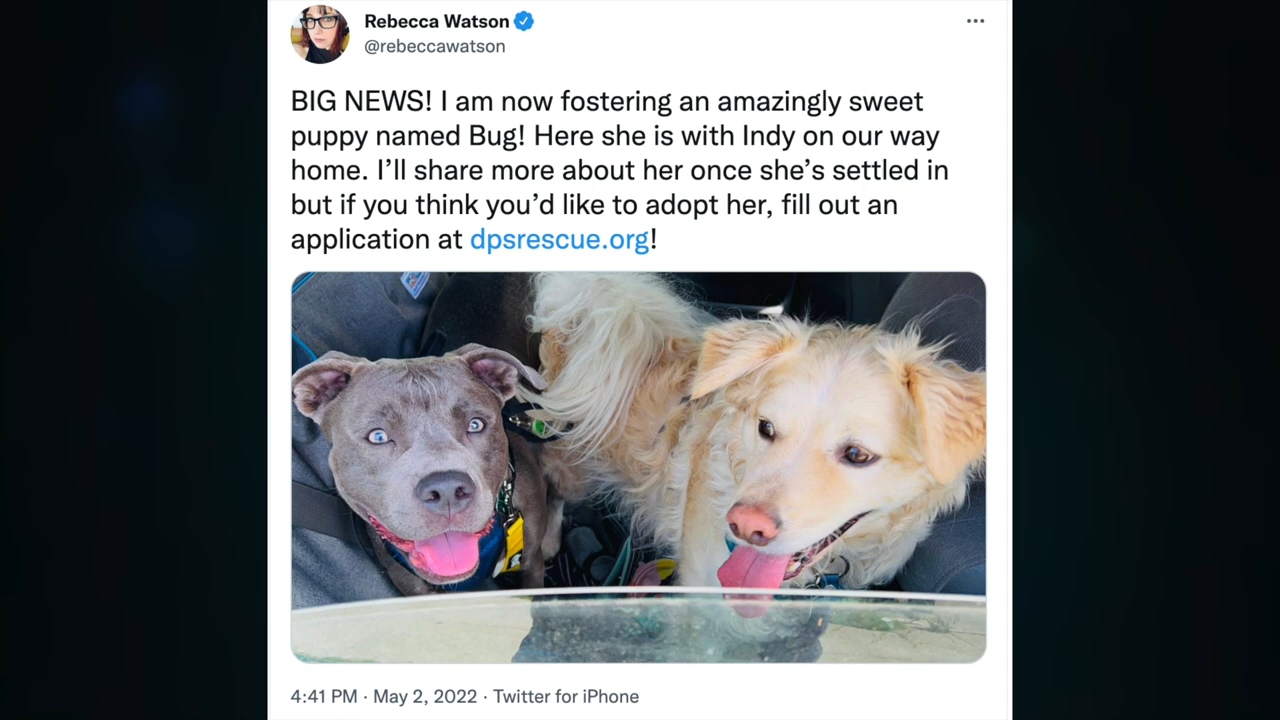 Rebecca Watson
@rebeccawatson
BIG NEWS! I am now fostering an amazingly sweet
puppy named Bug! Here she is with Indy on our way
home. I’ll share more about her once she’s settled in
but if you think you’d like to adopt her, fill out an
application at dpsrescue.org!
4:41 PM · May 2, 2022 · Twitter for iPhone